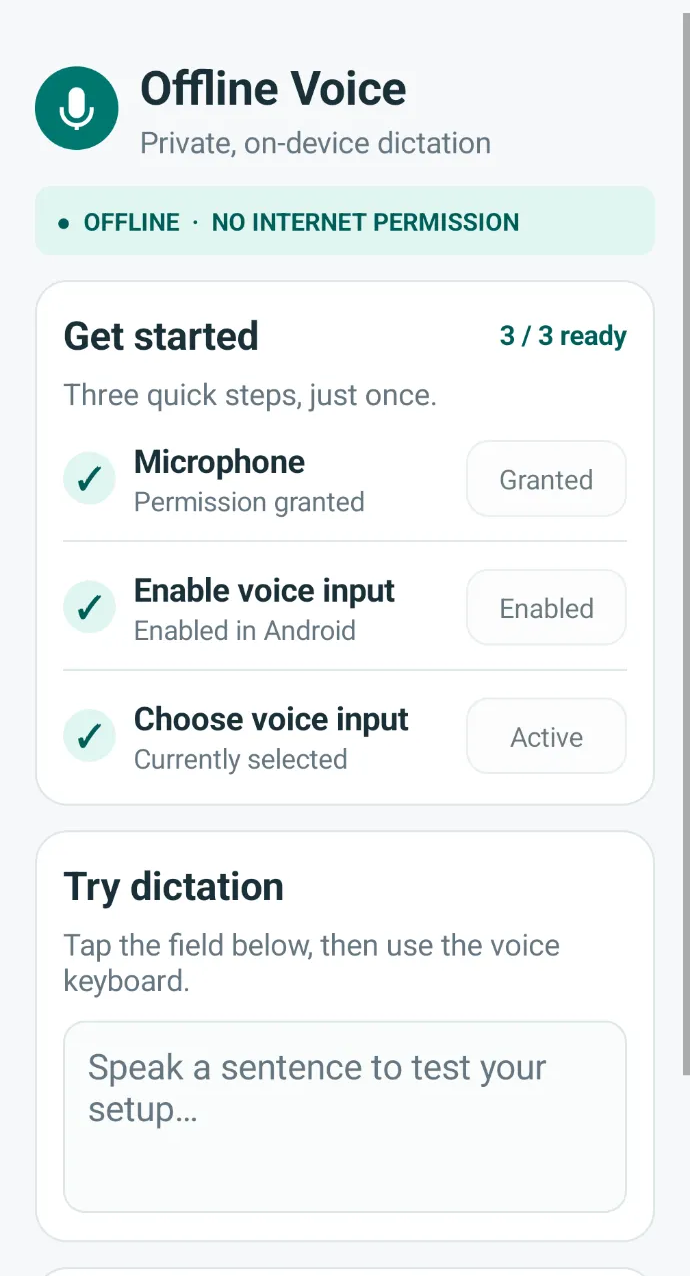 Offline Voice
Private, on-device dictation
• OFFLINE · NO INTERNET PERMISSION
Get started
3 / 3 ready
Three quick steps, just once.
✓ Microphone
Permission granted
Granted
✓ Enable voice input
Enabled in Android
Enabled
✓ Choose voice input
Currently selected
Active
Try dictation
Tap the field below, then use the voice
keyboard.
Speak a sentence to test your
setup…